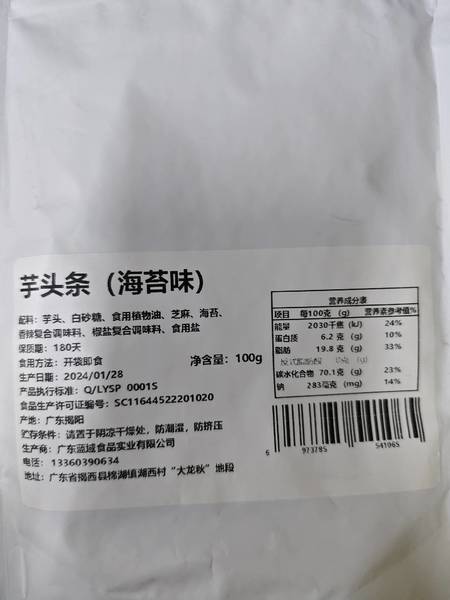 芋头条（海苔味）
配料：芋头、白砂糖、食用植物油、芝麻、海苔、
香辣复合调味料、椒盐复合调味料、食用盐
保质期：180天
食用方法：开袋即食 净含量：100g
生产日期：2024/01/28
产品执行标准：Q/LYSP 0001S
食品生产许可证编号：SC11644522201020
产地：广东揭阳
贮存条件：请置于阴凉干燥处，防潮湿，防挤压
生产商：广东蓝域食品实业有限公司
电话：13360390634
地址：广东省揭西县棉湖镇湖西村“大龙秋”地段
营养成分表
项目 每100克（g） 营养素参考值%
能量 2030千焦（kJ） 24%
蛋白质 6.2 克（g） 10%
脂肪 19.8 克（g） 33%
反式脂肪酸 0克（g）
碳水化合物 70.1克（g） 23%
钠 283毫克（mg） 14%
6 973785 541065